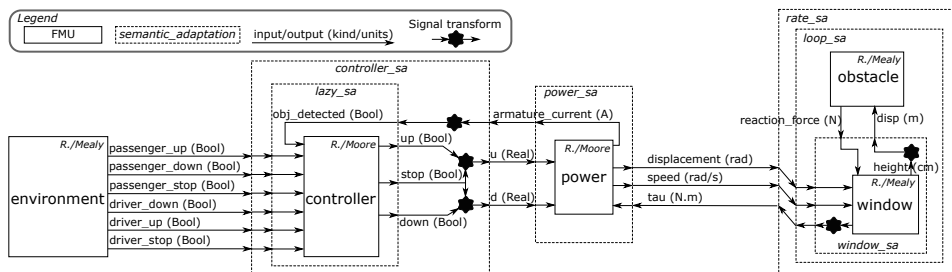 Legend
FMU
semantic_adaptation
input/output (kind/units)
Signal transform
controller_sa
lazy_sa
obj_detected (Bool)
armature_current (A)
power_sa
rate_sa
loop_sa
R./Mealy
obstacle
reaction_force (N)
disp (m)
R./Mealy
environment
passenger_up (Bool)
passenger_down (Bool)
passenger_stop (Bool)
driver_down (Bool)
driver_up (Bool)
driver_stop (Bool)
R./Moore
controller
up (Bool)
stop (Bool)
down (Bool)
u (Real)
d (Real)
R./Moore
power
displacement (rad)
speed (rad/s)
tau (N.m)
height (cm)
R./Mealy
window
window_sa